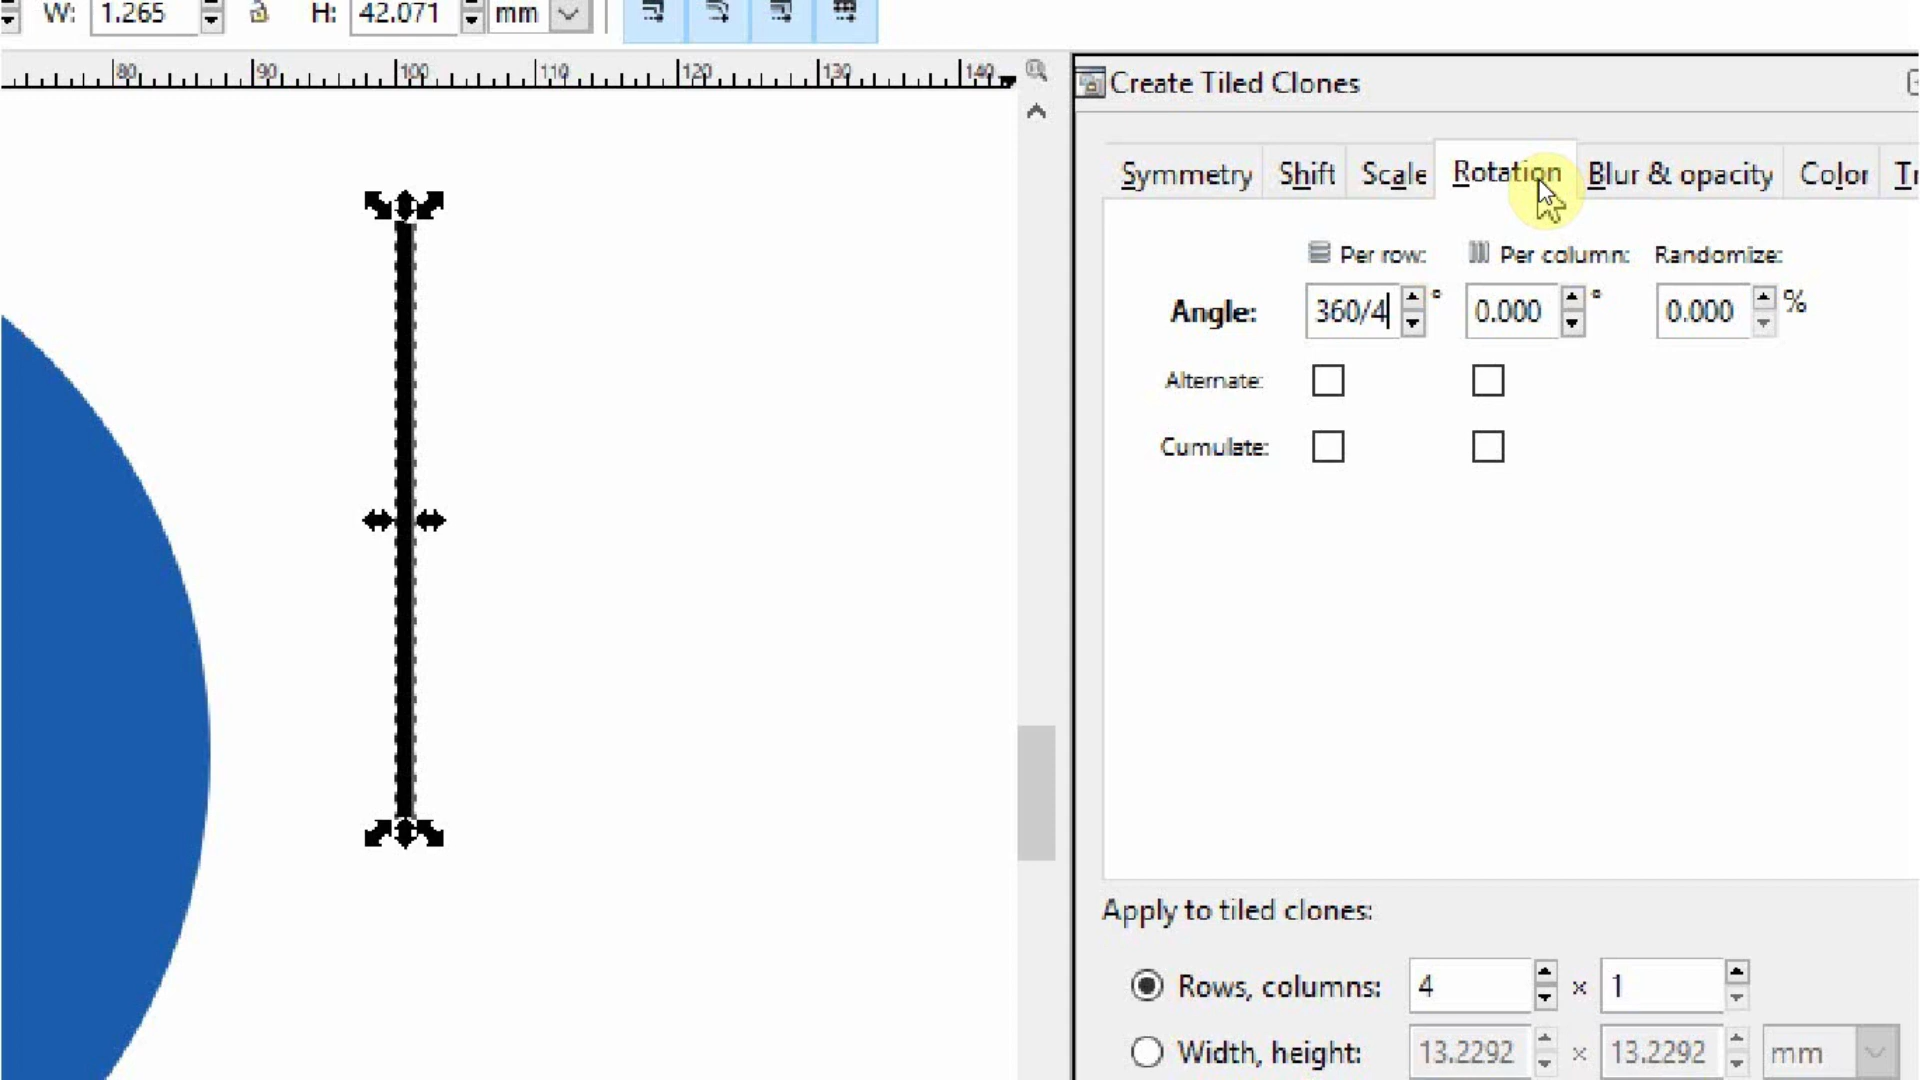 W: 1.265 H: 42.071 mm
80 90 100 110 120 130 140
Create Tiled Clones
Symmetry Shift Scale Rotation Blur & opacity Color Tr
Per row: Per column: Randomize:
Angle: 360/4 ° 0.000 ° 0.000 %
Alternate:
Cumulate:
Apply to tiled clones:
Rows, columns: 4 × 1
Width, height: 13.2292 × 13.2292 mm